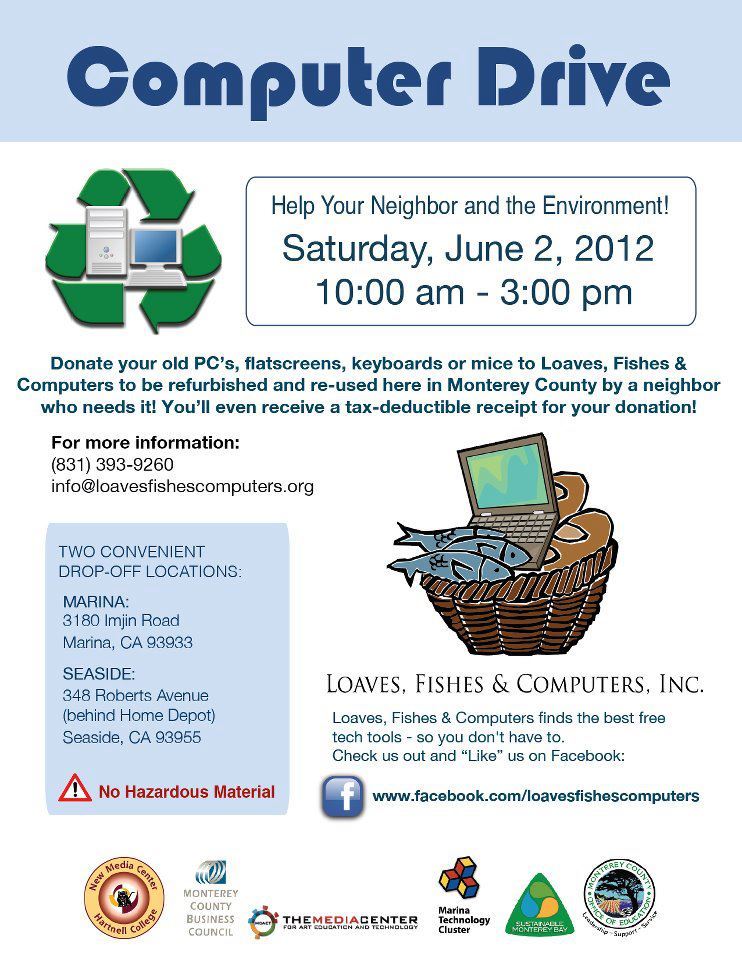 Computer Drive
Help Your Neighbor and the Environment!
Saturday, June 2, 2012
10:00 am - 3:00 pm
Donate your old PC's, flatscreens, keyboards or mice to Loaves, Fishes &
Computers to be refurbished and re-used here in Monterey County by a neighbor
who needs it! You'll even receive a tax-deductible receipt for your donation!
For more information:
(831) 393-9260
info@loavesfishescomputers.org
TWO CONVENIENT
DROP-OFF LOCATIONS:
MARINA:
3180 Imjin Road
Marina, CA 93933
SEASIDE:
348 Roberts Avenue
(behind Home Depot)
Seaside, CA 93955
No Hazardous Material
LOAVES, FISHES & COMPUTERS, INC.
Loaves, Fishes & Computers finds the best free
tech tools - so you don't have to.
Check us out and “Like” us on Facebook:
f www.facebook.com/loavesfishescomputers
New Media Center
Hartnell College
MONTEREY
COUNTY
BUSINESS
COUNCIL
THEMEDIACENTER
FOR ART EDUCATION AND TECHNOLOGY
Marina
Technology
Cluster
SUSTAINABLE
MONTEREY BAY
MONTEREY COUNTY
OFFICE OF EDUCATION
Leadership - Support - Service